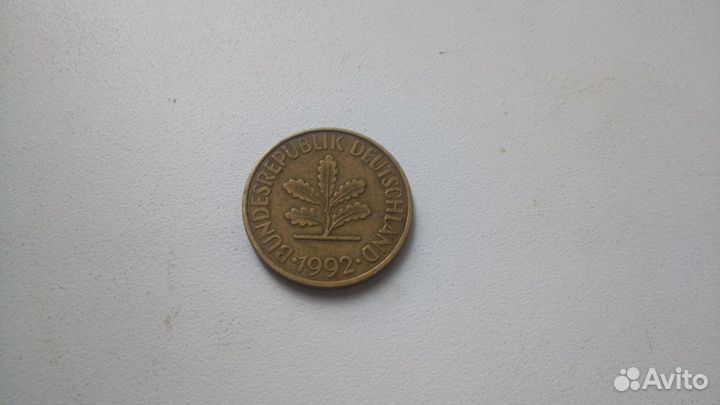 BUNDESREPUBLIK DEUTSCHLAND
· 1992 ·
Avito